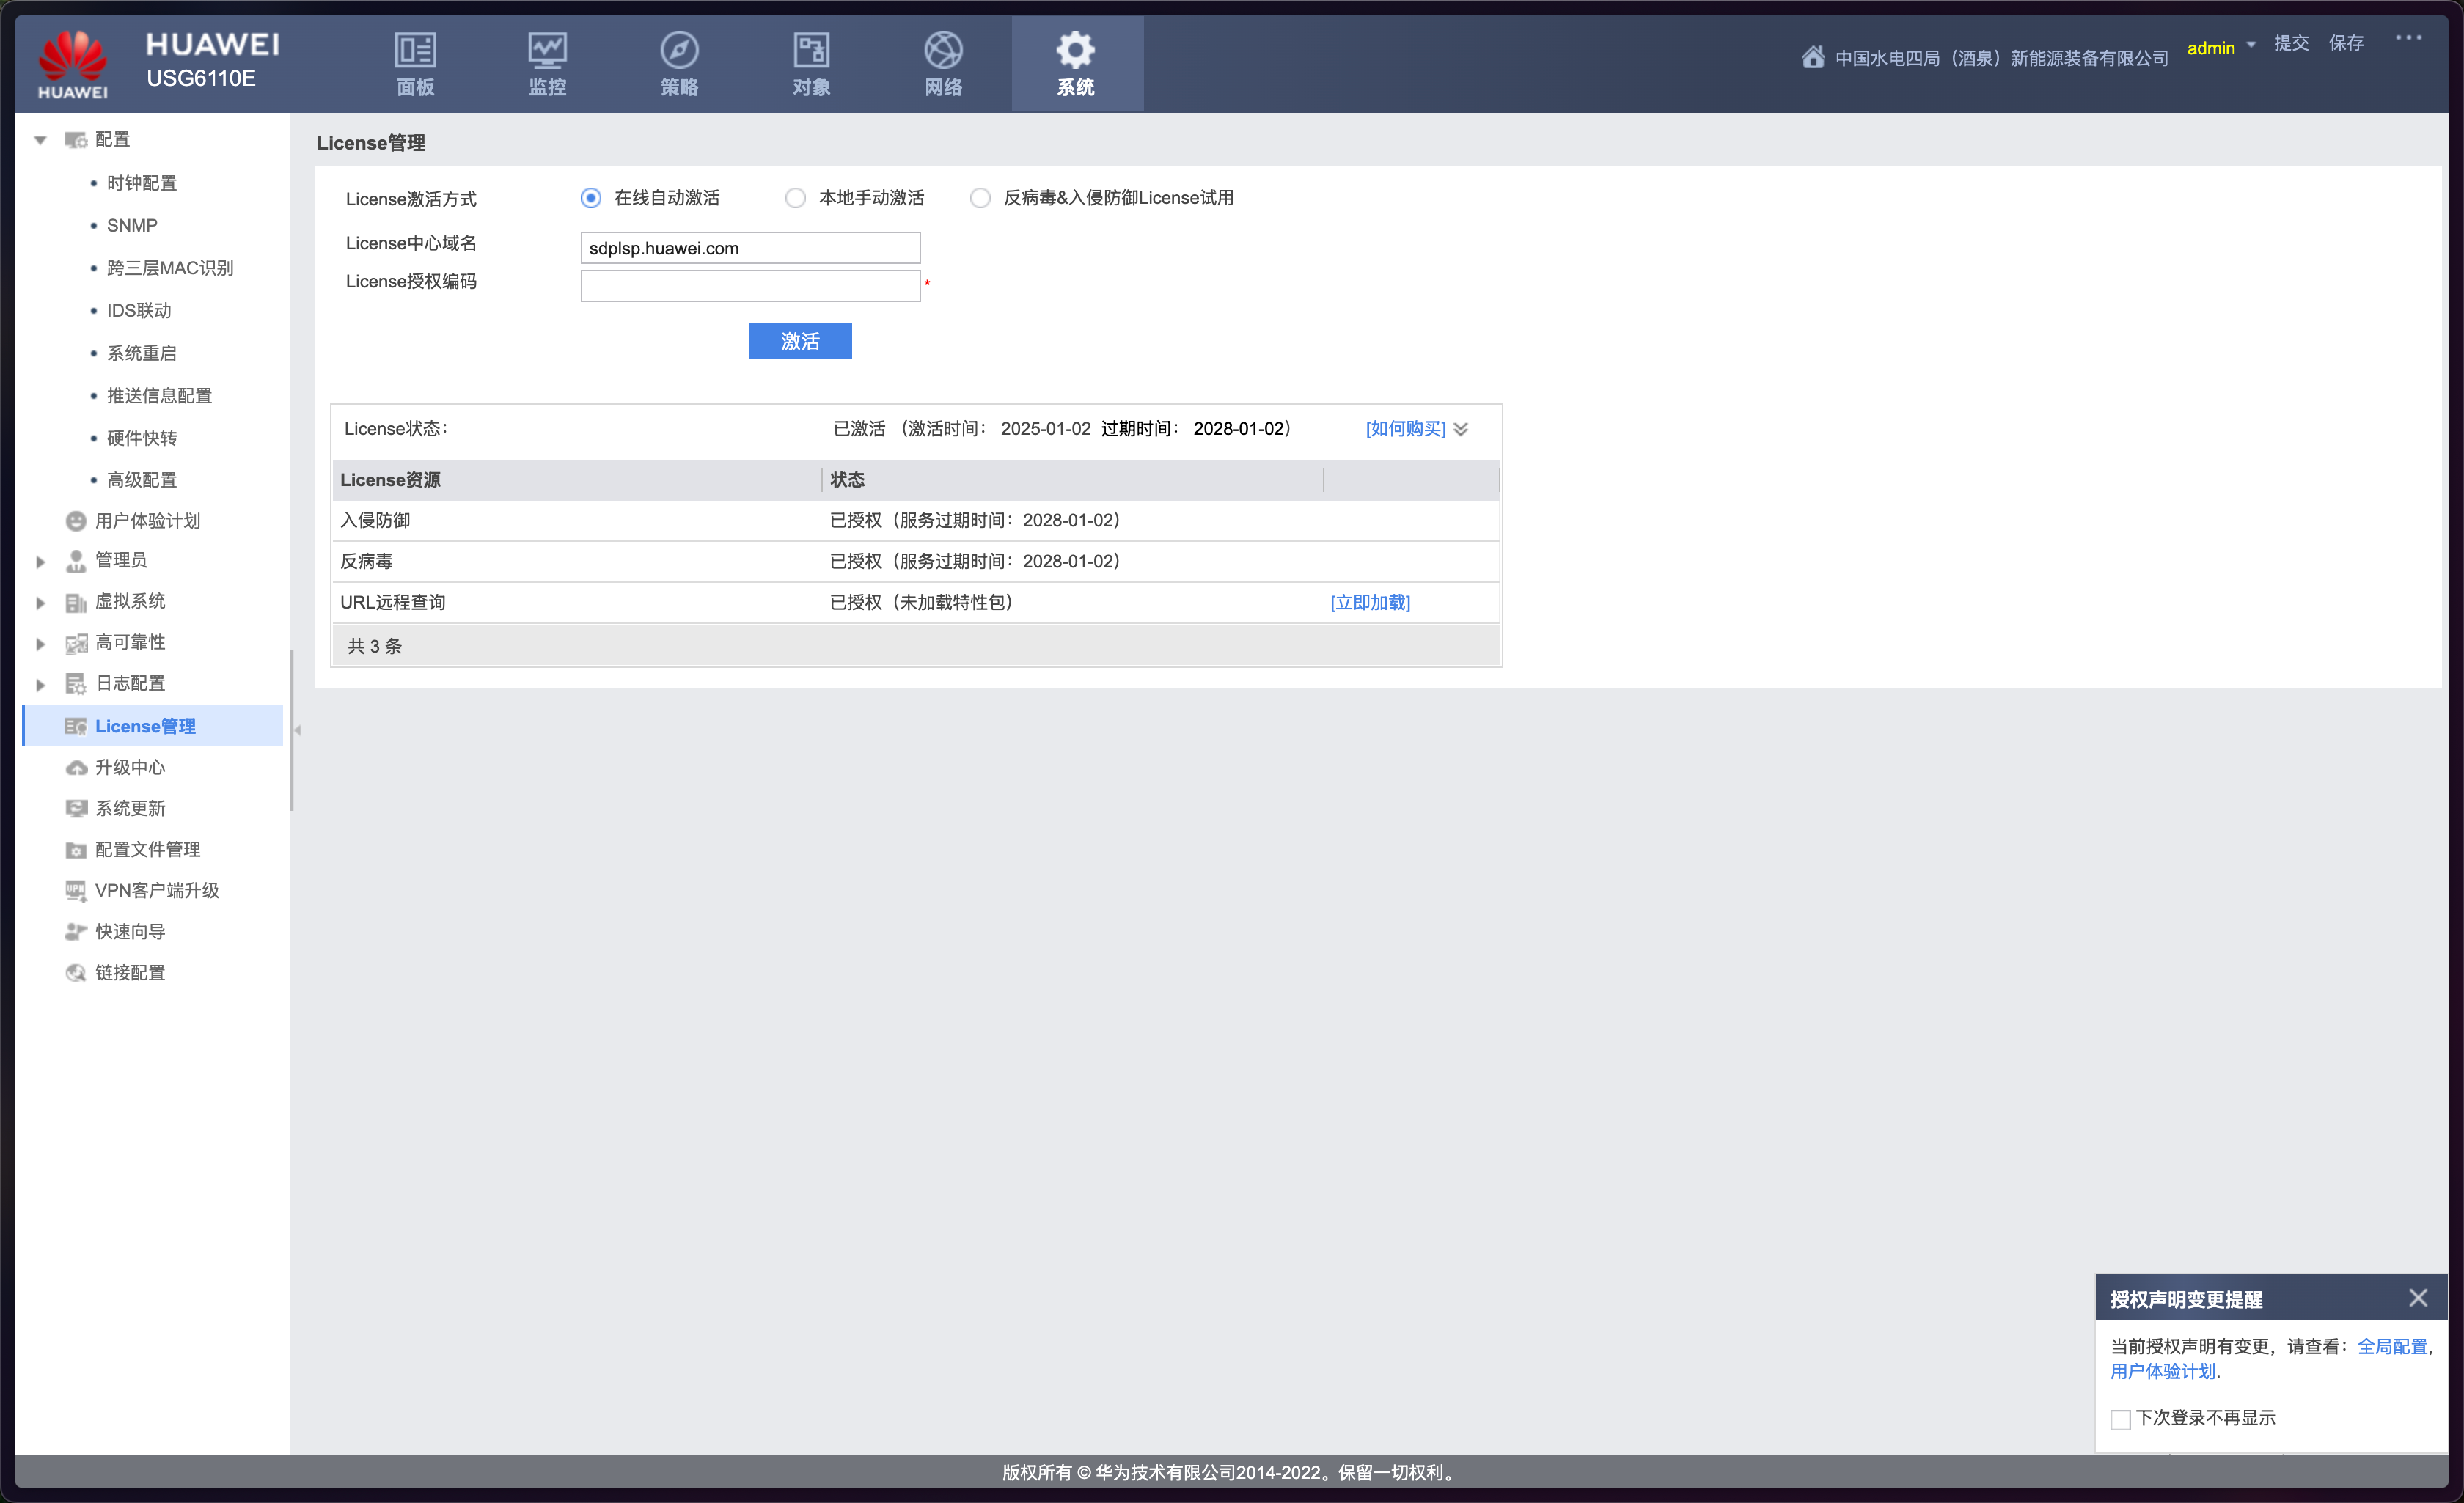 HUAWEI
HUAWEI
USG6110E
面板
监控
策略
对象
网络
系统
中国水电四局（酒泉）新能源装备有限公司
admin
提交
保存
配置
时钟配置
SNMP
跨三层MAC识别
IDS联动
系统重启
推送信息配置
硬件快转
高级配置
用户体验计划
管理员
虚拟系统
高可靠性
日志配置
License管理
升级中心
系统更新
配置文件管理
VPN客户端升级
快速向导
链接配置
License管理
License激活方式 在线自动激活 本地手动激活 反病毒&入侵防御License试用
License中心域名 sdplsp.huawei.com
License授权编码 *
激活
License状态： 已激活 （激活时间： 2025-01-02 过期时间： 2028-01-02） [如何购买]
License资源 状态
入侵防御 已授权（服务过期时间：2028-01-02）
反病毒 已授权（服务过期时间：2028-01-02）
URL远程查询 已授权（未加载特性包） [立即加载]
共 3 条
授权声明变更提醒
当前授权声明有变更，请查看：全局配置,
用户体验计划.
下次登录不再显示
版权所有 © 华为技术有限公司2014-2022。保留一切权利。